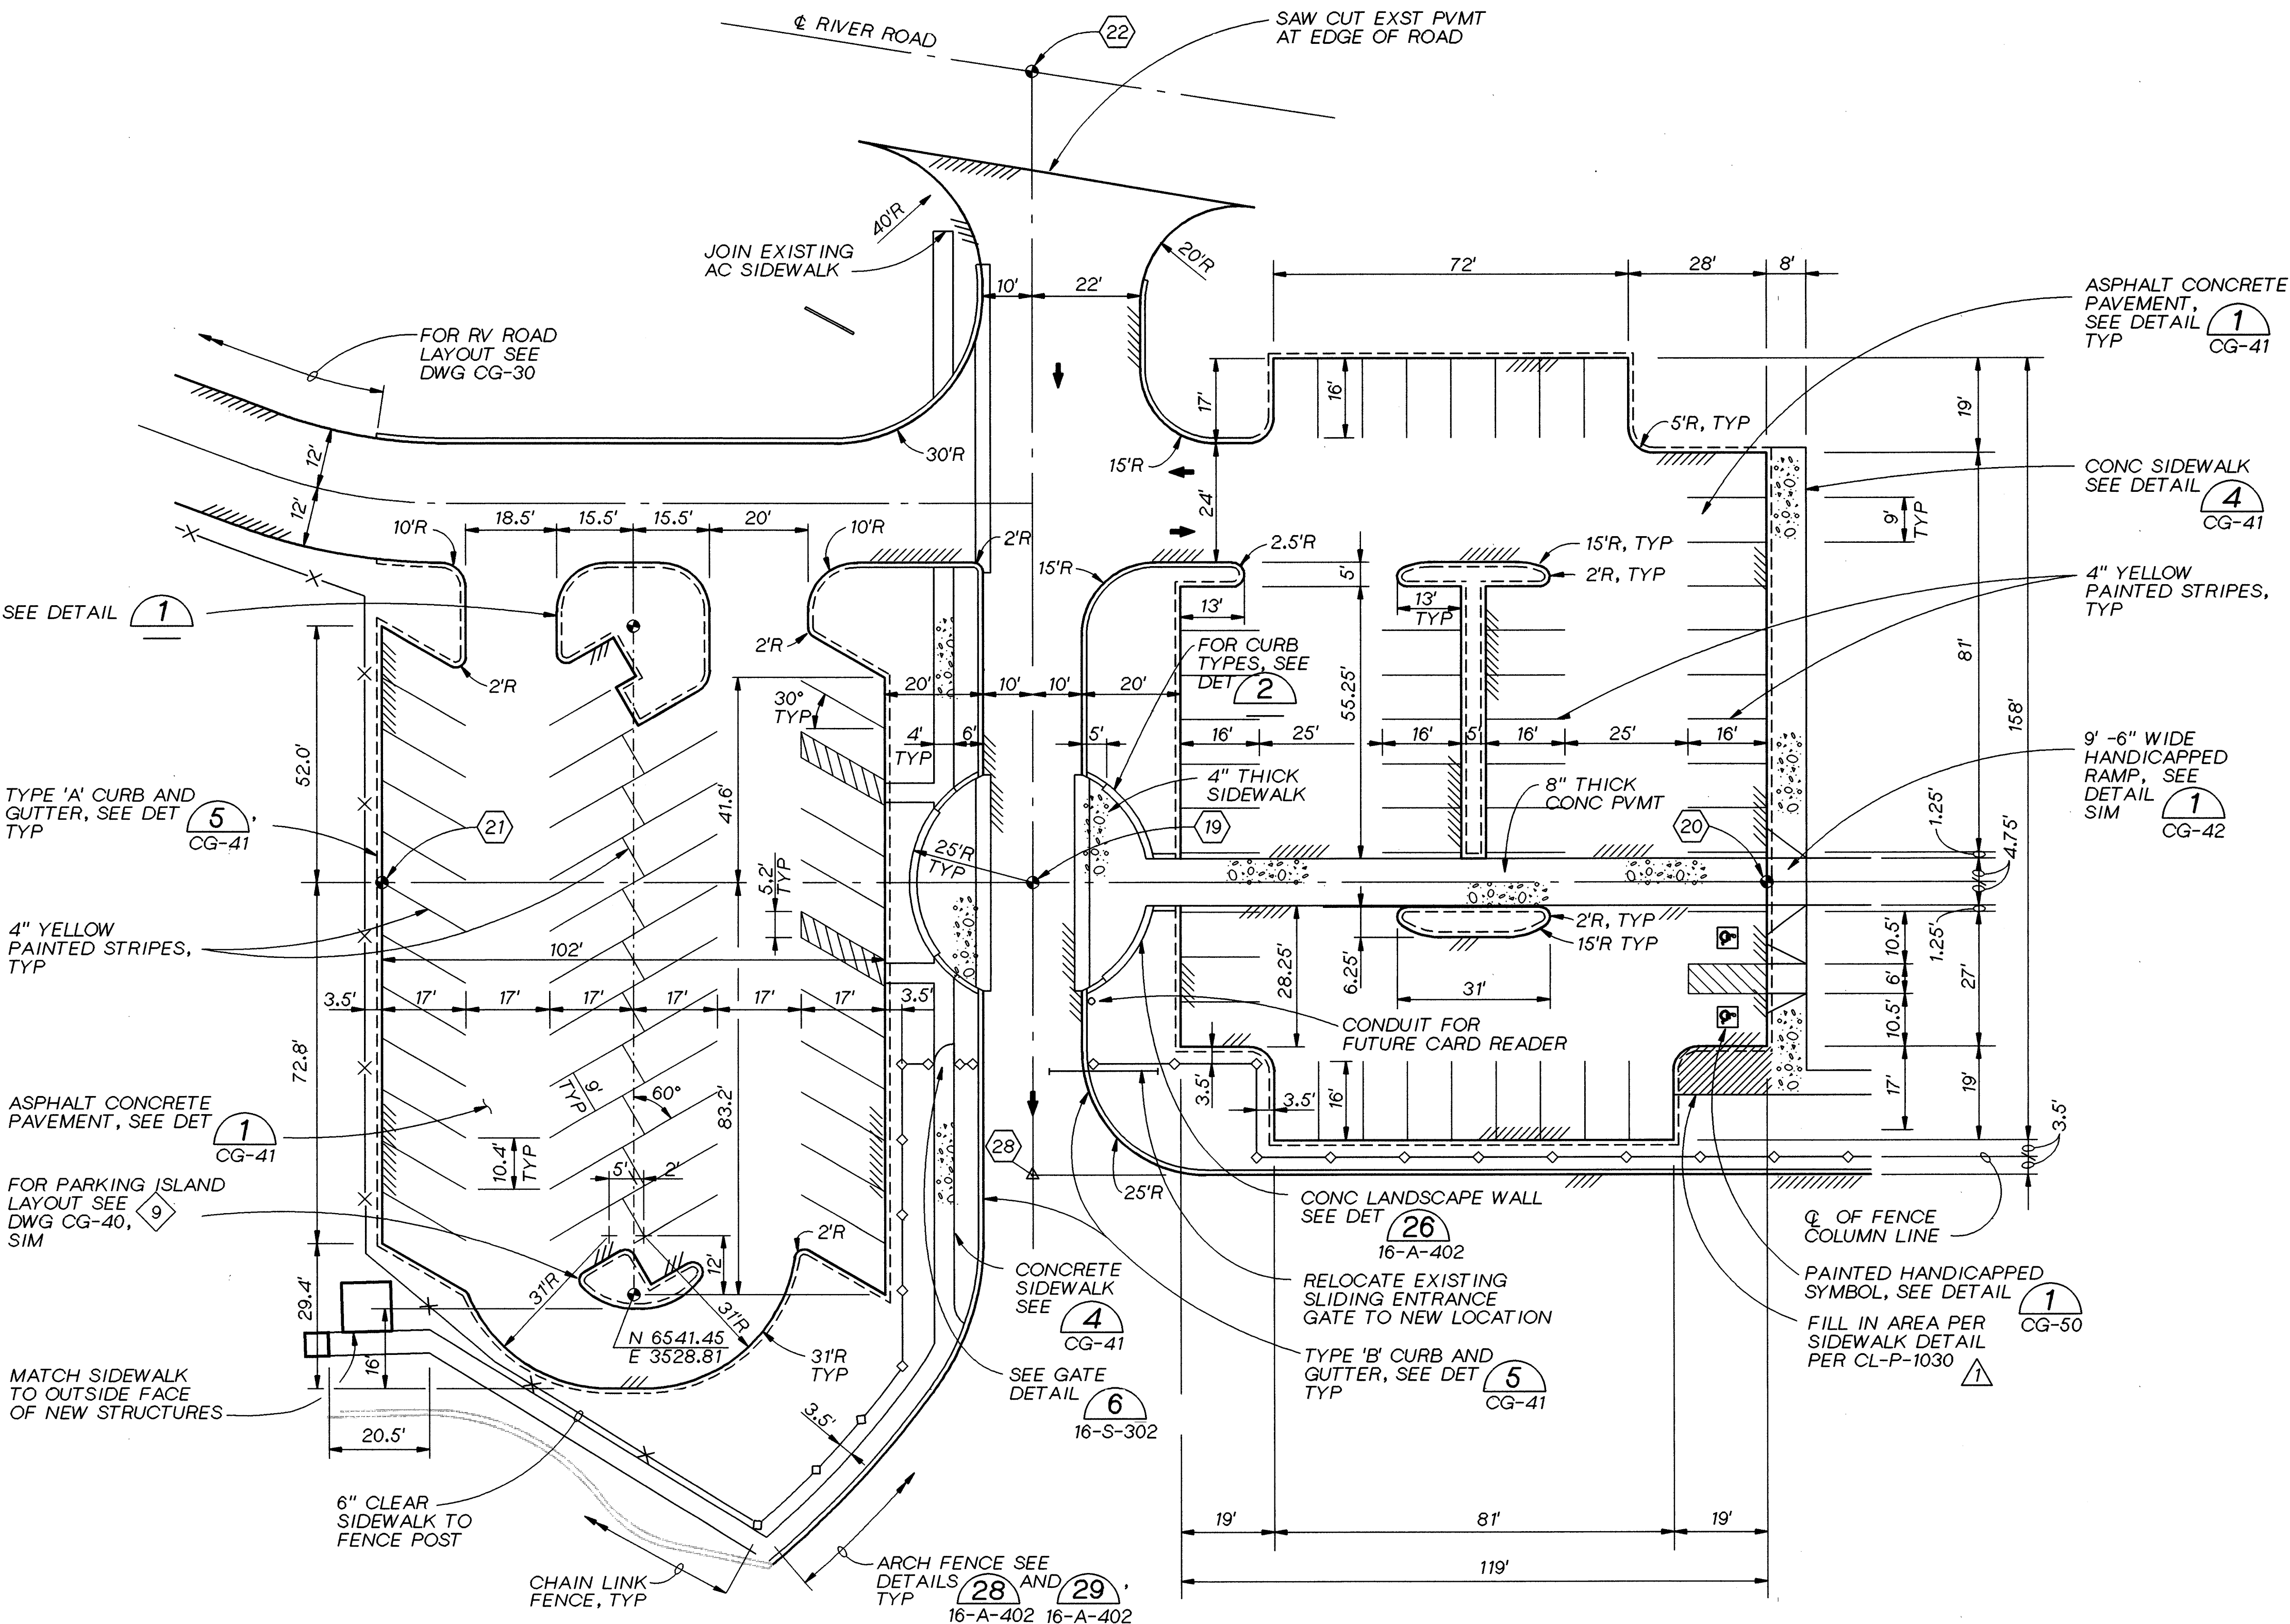 ℄ RIVER ROAD
22
SAW CUT EXST PVMT
AT EDGE OF ROAD
40'R
JOIN EXISTING
AC SIDEWALK
20'R
10'
22'
72'
28'
8'
ASPHALT CONCRETE
PAVEMENT,
SEE DETAIL
TYP
1
CG-41
FOR RV ROAD
LAYOUT SEE
DWG CG-30
17'
16'
19'
5'R, TYP
30'R
15'R
12'
12'
24'
CONC SIDEWALK
SEE DETAIL
4
CG-41
9'
TYP
10'R
18.5'
15.5'
15.5'
20'
10'R
2'R
15'R
2.5'R
5'
15'R, TYP
2'R, TYP
4" YELLOW
PAINTED STRIPES,
TYP
SEE DETAIL
1
13'
13'
TYP
2'R
2'R
FOR CURB
TYPES, SEE
DET
2
81'
158'
20'
10'
10'
20'
30°
TYP
55.25'
52.0'
41.6'
4'
TYP
6'
5'
16'
25'
16'
5'
16'
25'
16'
9' -6" WIDE
HANDICAPPED
RAMP, SEE
DETAIL
SIM
1
CG-42
TYPE 'A' CURB AND
GUTTER, SEE DET
TYP
5
,
CG-41
21
4" THICK
SIDEWALK
8" THICK
CONC PVMT
19
20
1.25'
4.75'
25'R
TYP
5.2'
TYP
4" YELLOW
PAINTED STRIPES,
TYP
102'
2'R, TYP
15'R TYP
28.25'
6.25'
31'
10.5'
6'
10.5'
1.25'
27'
3.5'
17'
17'
17'
17'
17'
17'
3.5'
CONDUIT FOR
FUTURE CARD READER
72.8'
83.2'
9'
TYP
60°
3.5'
3.5'
16'
17'
19'
3.5'
ASPHALT CONCRETE
PAVEMENT, SEE DET
1
CG-41
10.4'
TYP
5'
2'
28
25'R
FOR PARKING ISLAND
LAYOUT SEE
DWG CG-40,
SIM
9
2'R
12'
31'R
31'R
31'R
TYP
N 6541.45
E 3528.81
CONC LANDSCAPE WALL
SEE DET
26
16-A-402
℄ OF FENCE
COLUMN LINE
CONCRETE
SIDEWALK
SEE
4
CG-41
RELOCATE EXISTING
SLIDING ENTRANCE
GATE TO NEW LOCATION
PAINTED HANDICAPPED
SYMBOL, SEE DETAIL
1
CG-50
29.4'
16'
FILL IN AREA PER
SIDEWALK DETAIL
PER CL-P-1030
1
MATCH SIDEWALK
TO OUTSIDE FACE
OF NEW STRUCTURES
SEE GATE
DETAIL
6
16-S-302
TYPE 'B' CURB AND
GUTTER, SEE DET
TYP
5
CG-41
20.5'
3.5'
6" CLEAR
SIDEWALK TO
FENCE POST
CHAIN LINK
FENCE, TYP
ARCH FENCE SEE
DETAILS
28
AND
29
,
TYP
16-A-402
16-A-402
19'
81'
19'
119'